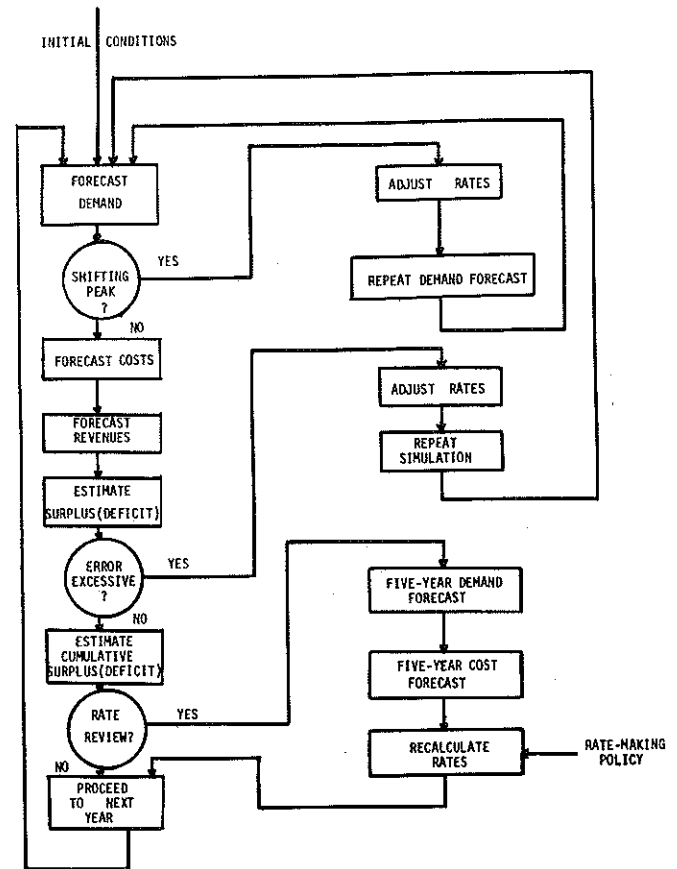 INITIAL CONDITIONS
FORECAST
DEMAND
ADJUST RATES
YES
SHIFTING
PEAK
?
REPEAT DEMAND FORECAST
NO
FORECAST COSTS
ADJUST RATES
FORECAST
REVENUES
REPEAT
SIMULATION
ESTIMATE
SURPLUS(DEFICIT)
YES
ERROR
EXCESSIVE
?
FIVE-YEAR DEMAND
FORECAST
NO
ESTIMATE
CUMULATIVE
SURPLUS(DEFICIT)
FIVE-YEAR COST
FORECAST
YES
RATE
REVIEW?
RECALCULATE
RATES
RATE-MAKING
POLICY
NO
PROCEED
TO NEXT
YEAR